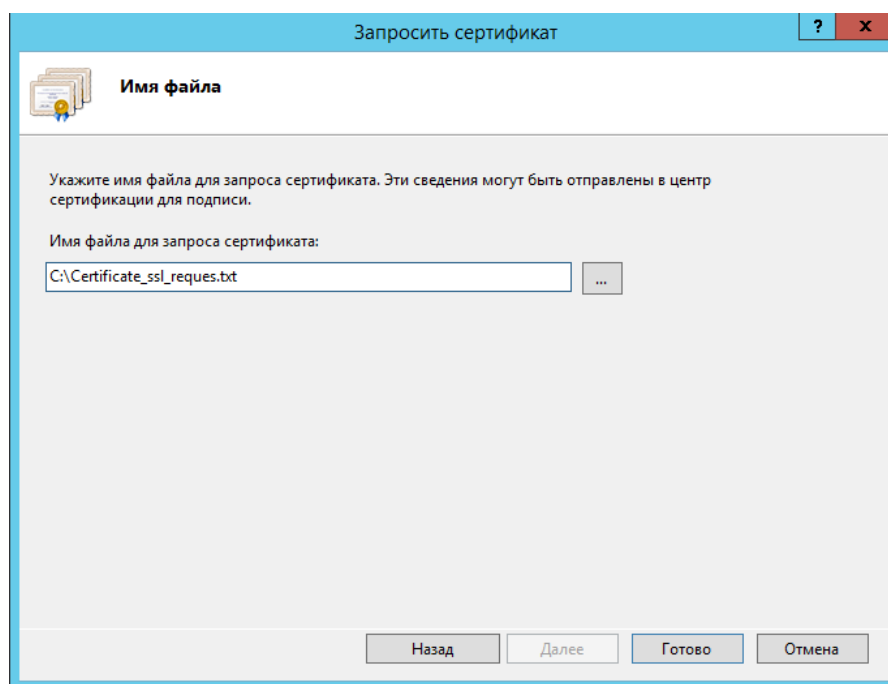 Запросить сертификат
?
x
Имя файла
Укажите имя файла для запроса сертификата. Эти сведения могут быть отправлены в центр
сертификации для подписи.
Имя файла для запроса сертификата:
C:\Certificate_ssl_reques.txt
...
Назад
Далее
Готово
Отмена